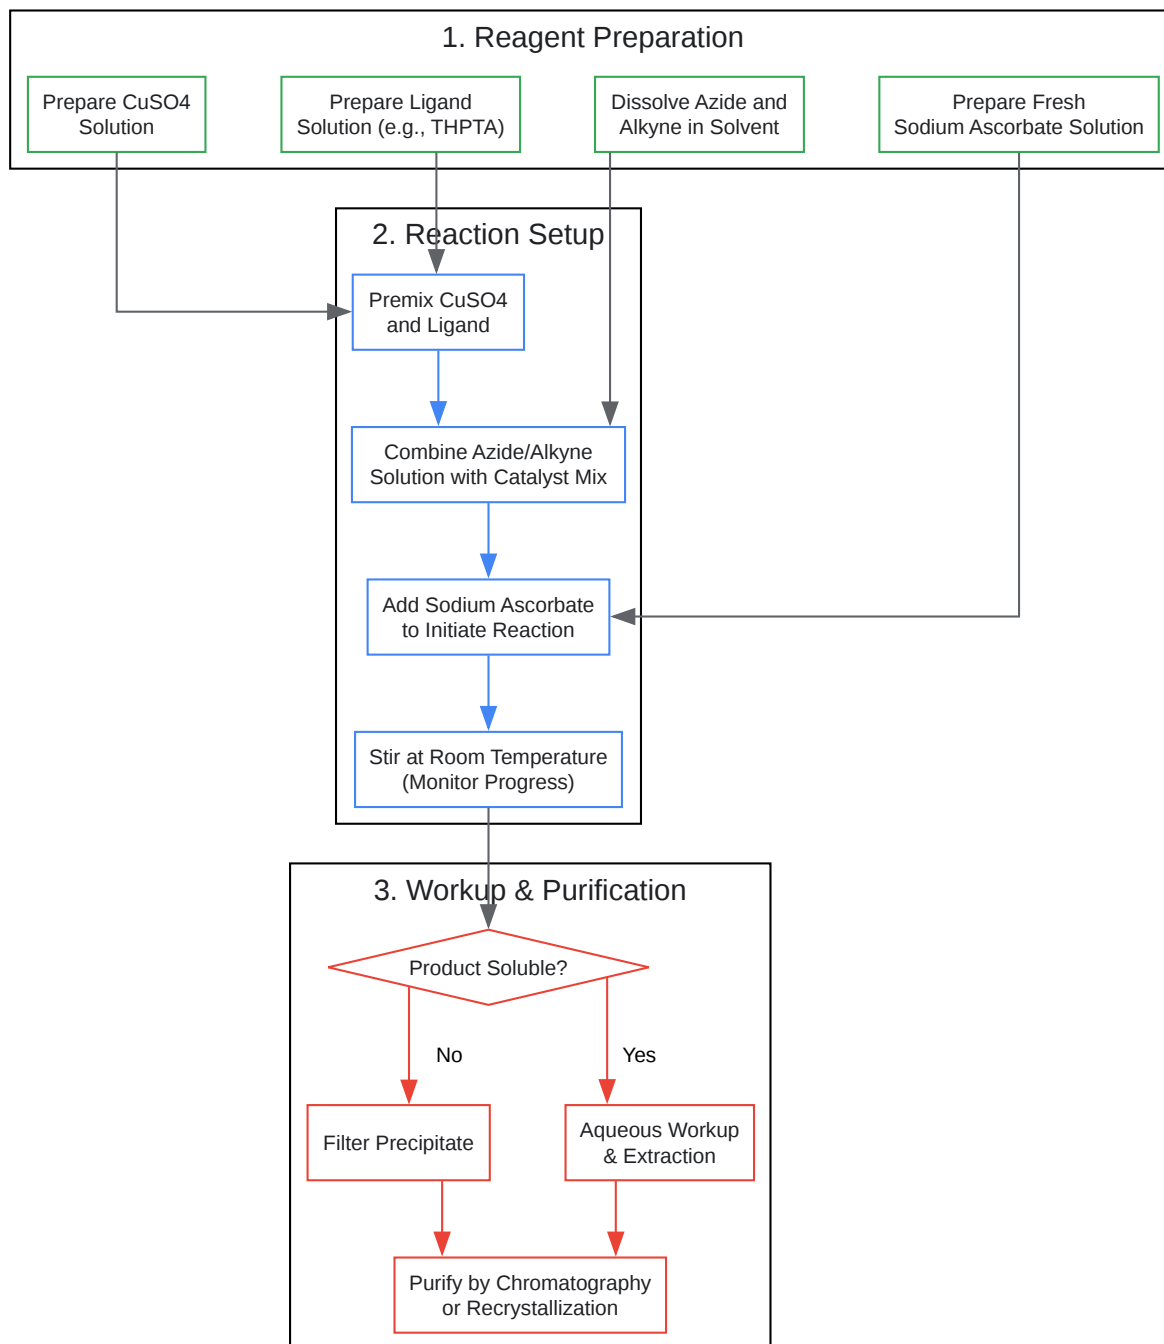 1. Reagent Preparation
Prepare CuSO4
Solution
Prepare Ligand
Solution (e.g., THPTA)
Dissolve Azide and
Alkyne in Solvent
Prepare Fresh
Sodium Ascorbate Solution
2. Reaction Setup
Premix CuSO4
and Ligand
Combine Azide/Alkyne
Solution with Catalyst Mix
Add Sodium Ascorbate
to Initiate Reaction
Stir at Room Temperature
(Monitor Progress)
3. Workup & Purification
Product Soluble?
No
Yes
Filter Precipitate
Aqueous Workup
& Extraction
Purify by Chromatography
or Recrystallization